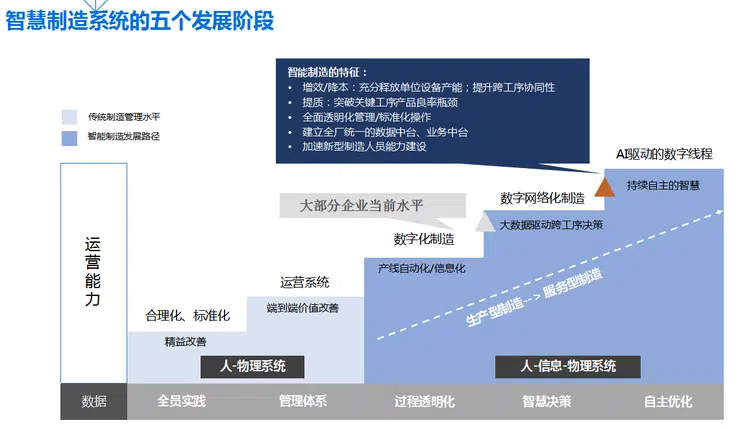 智慧制造系统的五个发展阶段
智能制造的特征：
• 增效/降本：充分释放单位设备产能；提升跨工序协同性
• 提质：突破关键工序产品良率瓶颈
• 全面透明化管理/标准化操作
• 建立全厂统一的数据中台、业务中台
• 加速新型制造人员能力建设
传统制造管理水平
智能制造发展路径
AI驱动的数字线程
持续自主的智慧
大部分企业当前水平
数字网络化制造
大数据驱动跨工序决策
数字化制造
产线自动化/信息化
运营系统
端到端价值改善
合理化、标准化
精益改善
运营能力
生产型制造--> 服务型制造
人-物理系统
人-信息-物理系统
数据
全员实践
管理体系
过程透明化
智慧决策
自主优化